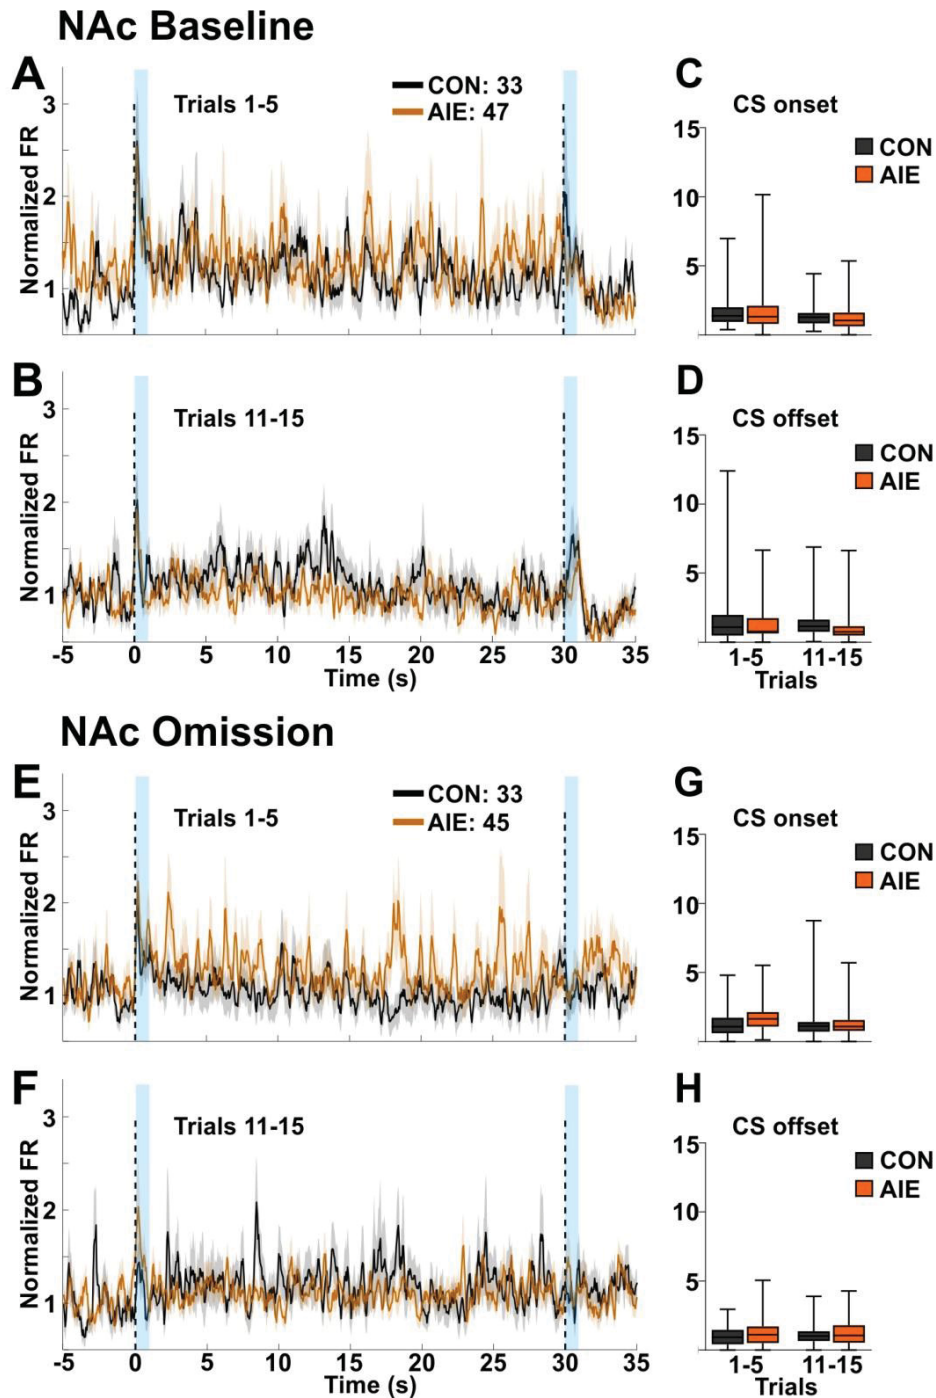 NAc Baseline
A
Trials 1-5
CON: 33
AIE: 47
Normalized FR
3
2
1
C
CS onset
CON
AIE
15
10
5
B
Trials 11-15
Normalized FR
3
2
1
-5 0 5 10 15 20 25 30 35
Time (s)
D
CS offset
CON
AIE
15
10
5
1-5 11-15
Trials
NAc Omission
E
Trials 1-5
CON: 33
AIE: 45
Normalized FR
3
2
1
G
CS onset
CON
AIE
15
10
5
F
Trials 11-15
Normalized FR
3
2
1
-5 0 5 10 15 20 25 30 35
Time (s)
H
CS offset
CON
AIE
15
10
5
1-5 11-15
Trials